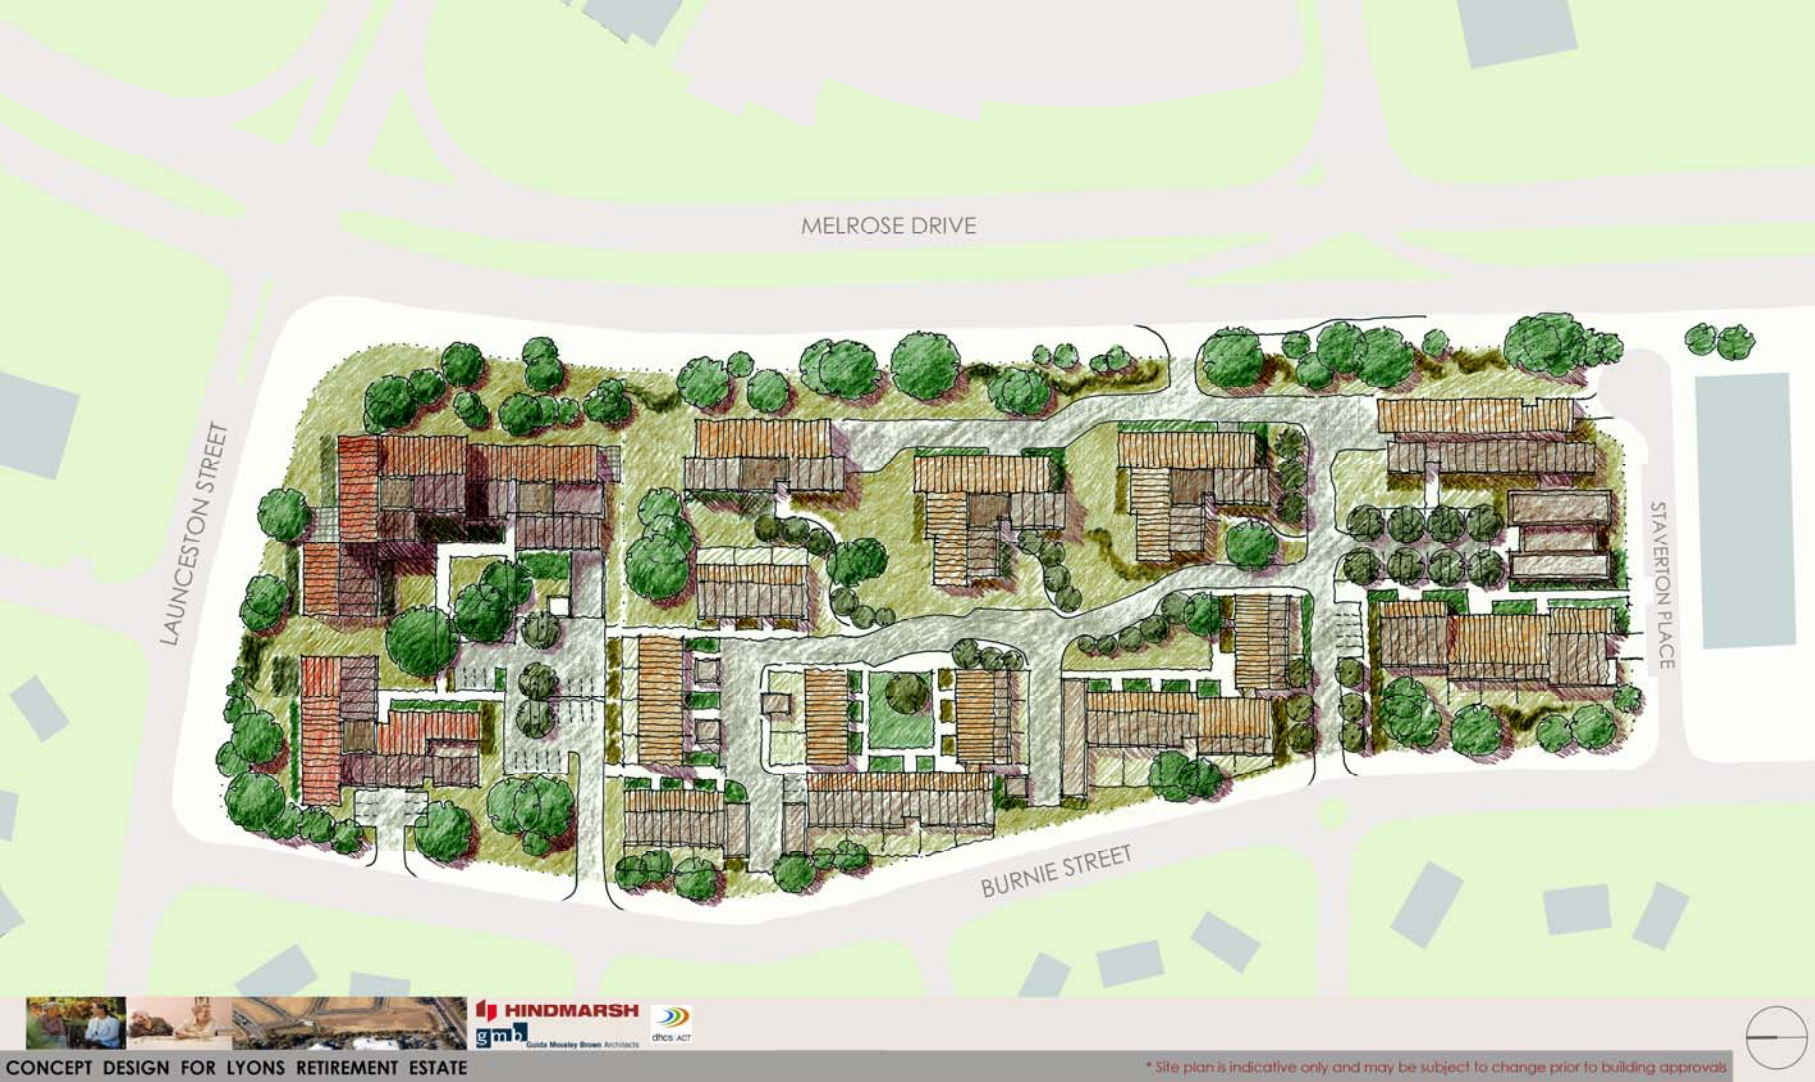 MELROSE DRIVE
LAUNCESTON STREET
STAVERTON PLACE
BURNIE STREET
HINDMARSH
gmb
Guida Moseley Brown Architects
dhcs ACT
CONCEPT DESIGN FOR LYONS RETIREMENT ESTATE
* Site plan is indicative only and may be subject to change prior to building approvals